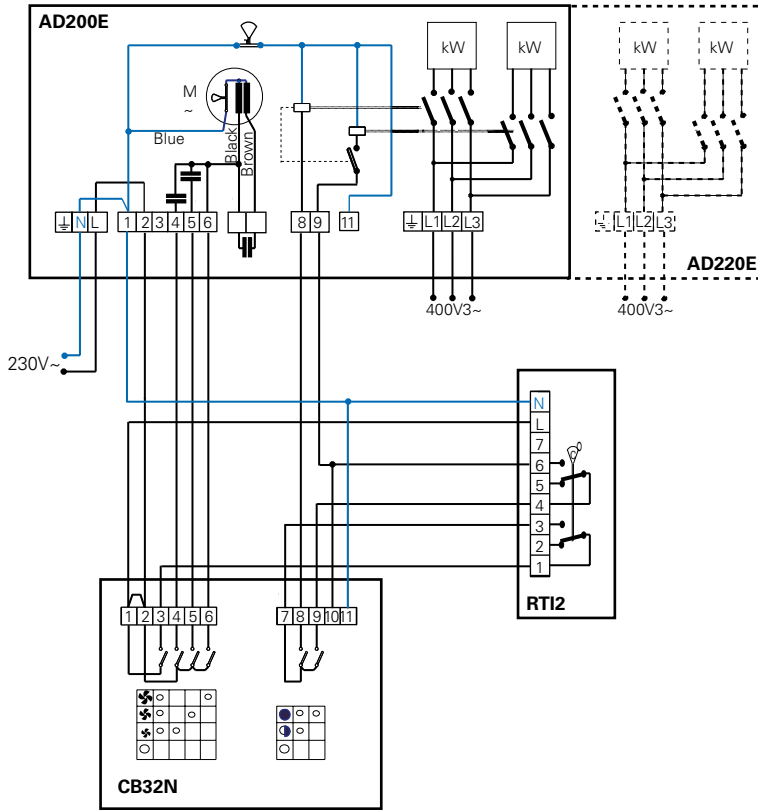 AD200E
kW kW kW kW
M
~
Blue
Black
Brown
N L 1 2 3 4 5 6 8 9 11 L1 L2 L3 L1 L2 L3
AD220E
400V3~ 400V3~
230V~
N
L
7
6
5
4
3
2
1
RTI2
1 2 3 4 5 6 7 8 9 10 11
CB32N